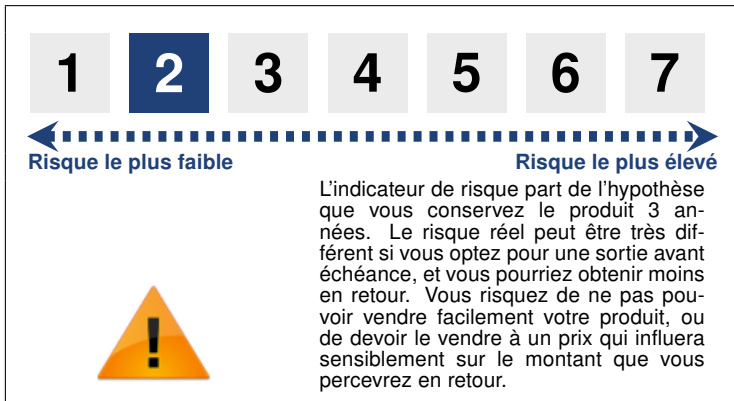 1 2 3 4 5 6 7
Risque le plus faible Risque le plus élevé
L'indicateur de risque part de l'hypothèse
que vous conservez le produit 3 an-
nées. Le risque réel peut être très dif-
férent si vous optez pour une sortie avant
échéance, et vous pourriez obtenir moins
en retour. Vous risquez de ne pas pou-
voir vendre facilement votre produit, ou
de devoir le vendre à un prix qui influera
sensiblement sur le montant que vous
percevrez en retour.
!